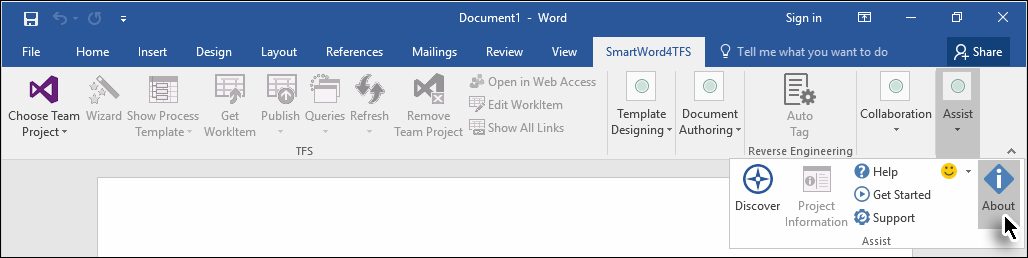 Document1 - Word
Sign in
File Home Insert Design Layout References Mailings Review View SmartWord4TFS Tell me what you want to do Share
Choose Team
Project
Wizard
Show Process
Template
Get
WorkItem
Publish
Queries
Refresh
Remove
Team Project
Open in Web Access
Edit WorkItem
Show All Links
TFS
Template
Designing
Document
Authoring
Auto
Tag
Reverse Engineering
Collaboration
Assist
Discover
Project
Information
Help
Get Started
Support
About
Assist